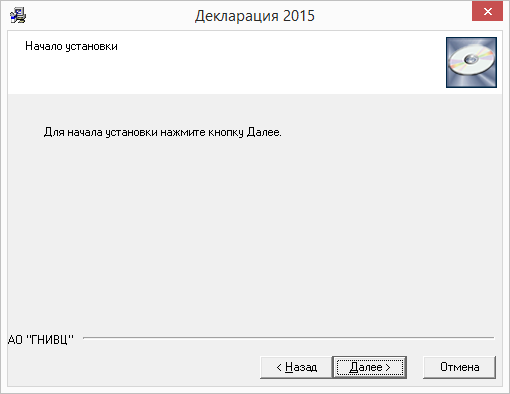 Декларация 2015
Начало установки
Для начала установки нажмите кнопку Далее.
АО "ГНИВЦ"
< Назад
Далее >
Отмена